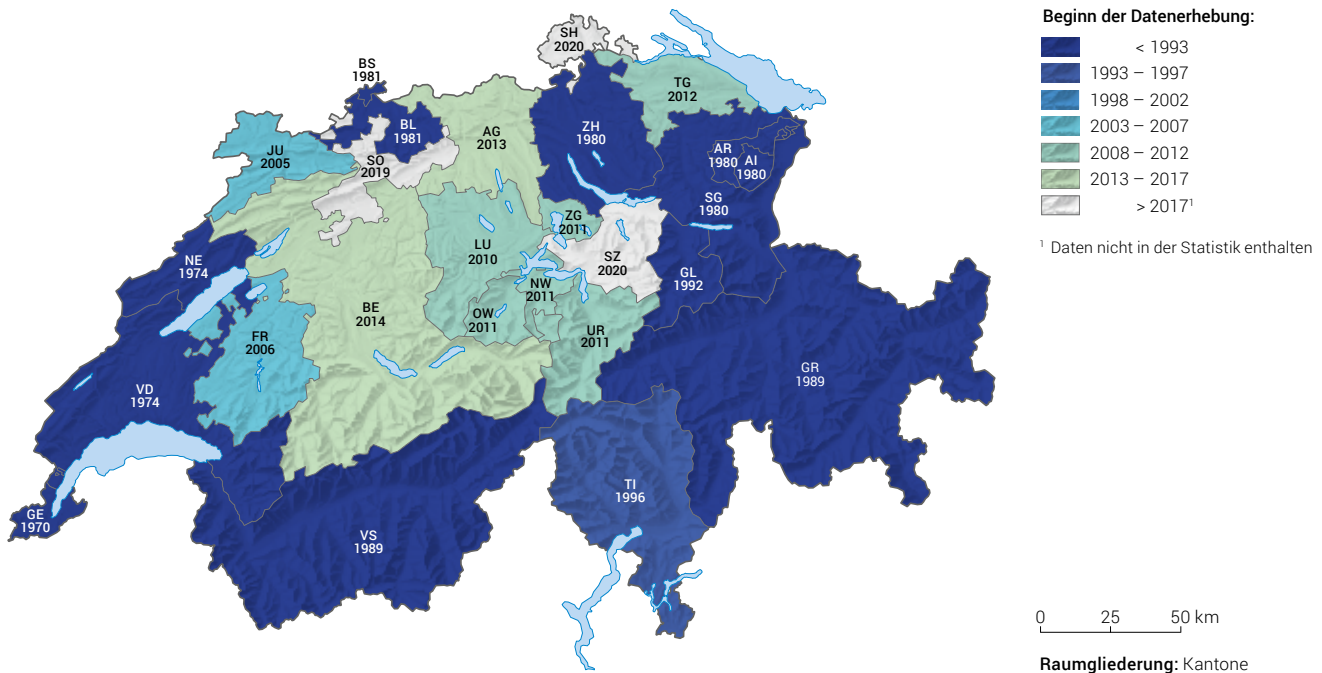 SH
2020
BS
1981
TG
2012
BL
1981
AG
2013
ZH
1980
JU
2005
SO
2019
AR
1980
AI
1980
SG
1980
ZG
2011
LU
2010
SZ
2020
NE
1974
GL
1992
NW
2011
BE
2014
OW
2011
UR
2011
FR
2006
GR
1989
VD
1974
TI
1996
GE
1970
VS
1989
Beginn der Datenerhebung:
< 1993
1993 – 1997
1998 – 2002
2003 – 2007
2008 – 2012
2013 – 2017
> 2017¹
¹ Daten nicht in der Statistik enthalten
0 25 50 km
Raumgliederung: Kantone